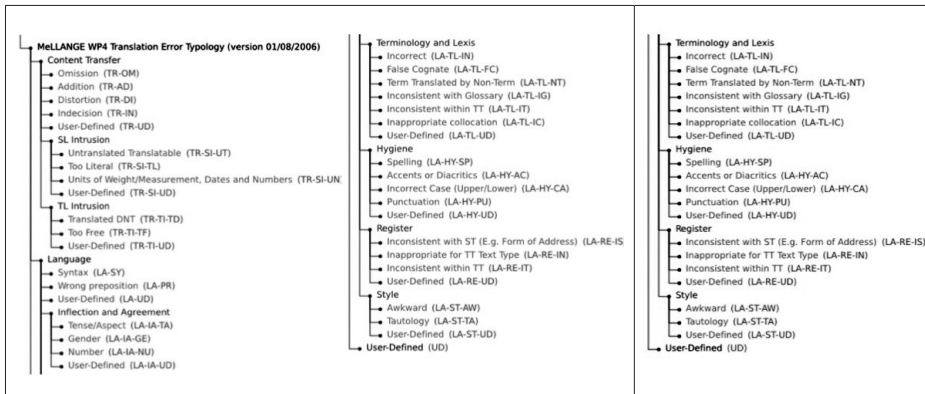 MeLLANGE WP4 Translation Error Typology (version 01/08/2006)
Content Transfer
Omission (TR-OM)
Addition (TR-AD)
Distortion (TR-DI)
Indecision (TR-IN)
User-Defined (TR-UD)
SL Intrusion
Untranslated Translatable (TR-SI-UT)
Too Literal (TR-SI-TL)
Units of Weight/Measurement, Dates and Numbers (TR-SI-UN
User-Defined (TR-SI-UD)
TL Intrusion
Translated DNT (TR-TI-TD)
Too Free (TR-TI-TF)
User-Defined (TR-TI-UD)
Language
Syntax (LA-SY)
Wrong preposition (LA-PR)
User-Defined (LA-UD)
Inflection and Agreement
Tense/Aspect (LA-IA-TA)
Gender (LA-IA-GE)
Number (LA-IA-NU)
User-Defined (LA-IA-UD)
Terminology and Lexis
Incorrect (LA-TL-IN)
False Cognate (LA-TL-FC)
Term Translated by Non-Term (LA-TL-NT)
Inconsistent with Glossary (LA-TL-IG)
Inconsistent within TT (LA-TL-IT)
Inappropriate collocation (LA-TL-IC)
User-Defined (LA-TL-UD)
Hygiene
Spelling (LA-HY-SP)
Accents or Diacritics (LA-HY-AC)
Incorrect Case (Upper/Lower) (LA-HY-CA)
Punctuation (LA-HY-PU)
User-Defined (LA-HY-UD)
Register
Inconsistent with ST (E.g. Form of Address) (LA-RE-IS
Inappropriate for TT Text Type (LA-RE-IN)
Inconsistent within TT (LA-RE-IT)
User-Defined (LA-RE-UD)
Style
Awkward (LA-ST-AW)
Tautology (LA-ST-TA)
User-Defined (LA-ST-UD)
User-Defined (UD)
Terminology and Lexis
Incorrect (LA-TL-IN)
False Cognate (LA-TL-FC)
Term Translated by Non-Term (LA-TL-NT)
Inconsistent with Glossary (LA-TL-IG)
Inconsistent within TT (LA-TL-IT)
Inappropriate collocation (LA-TL-IC)
User-Defined (LA-TL-UD)
Hygiene
Spelling (LA-HY-SP)
Accents or Diacritics (LA-HY-AC)
Incorrect Case (Upper/Lower) (LA-HY-CA)
Punctuation (LA-HY-PU)
User-Defined (LA-HY-UD)
Register
Inconsistent with ST (E.g. Form of Address) (LA-RE-IS
Inappropriate for TT Text Type (LA-RE-IN)
Inconsistent within TT (LA-RE-IT)
User-Defined (LA-RE-UD)
Style
Awkward (LA-ST-AW)
Tautology (LA-ST-TA)
User-Defined (LA-ST-UD)
User-Defined (UD)